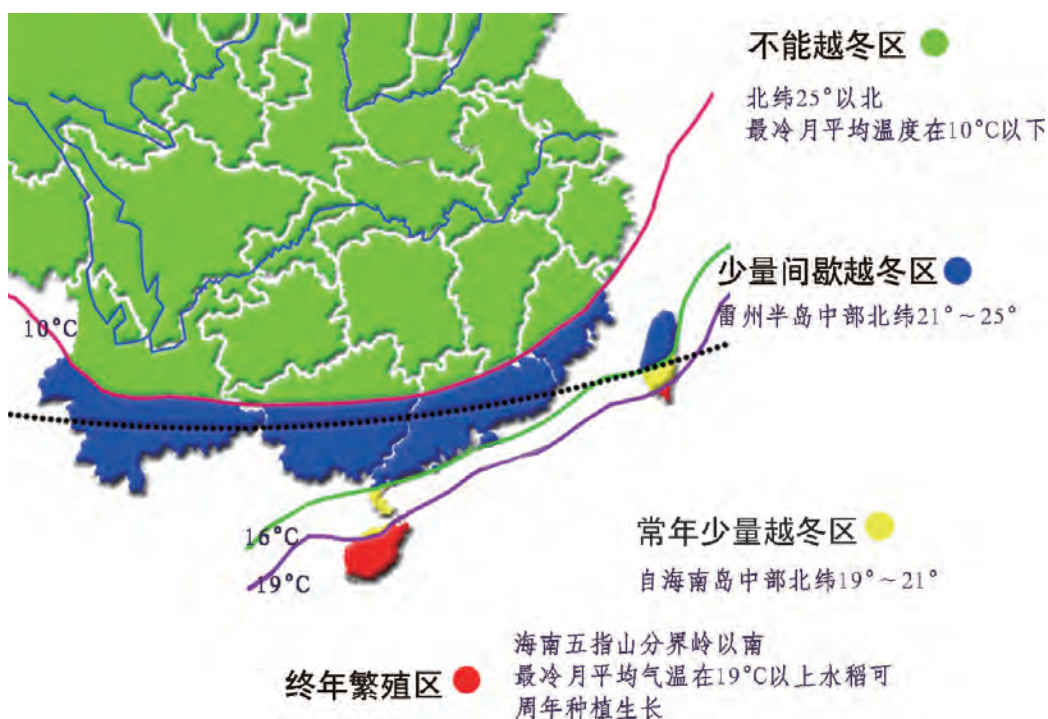 不能越冬区
北纬25°以北
最冷月平均温度在10°C以下
少量间歇越冬区
雷州半岛中部北纬21°～25°
10°C
16°C
19°C
常年少量越冬区
自海南岛中部北纬19°～21°
终年繁殖区
海南五指山分界岭以南
最冷月平均气温在19°C以上水稻可
周年种植生长